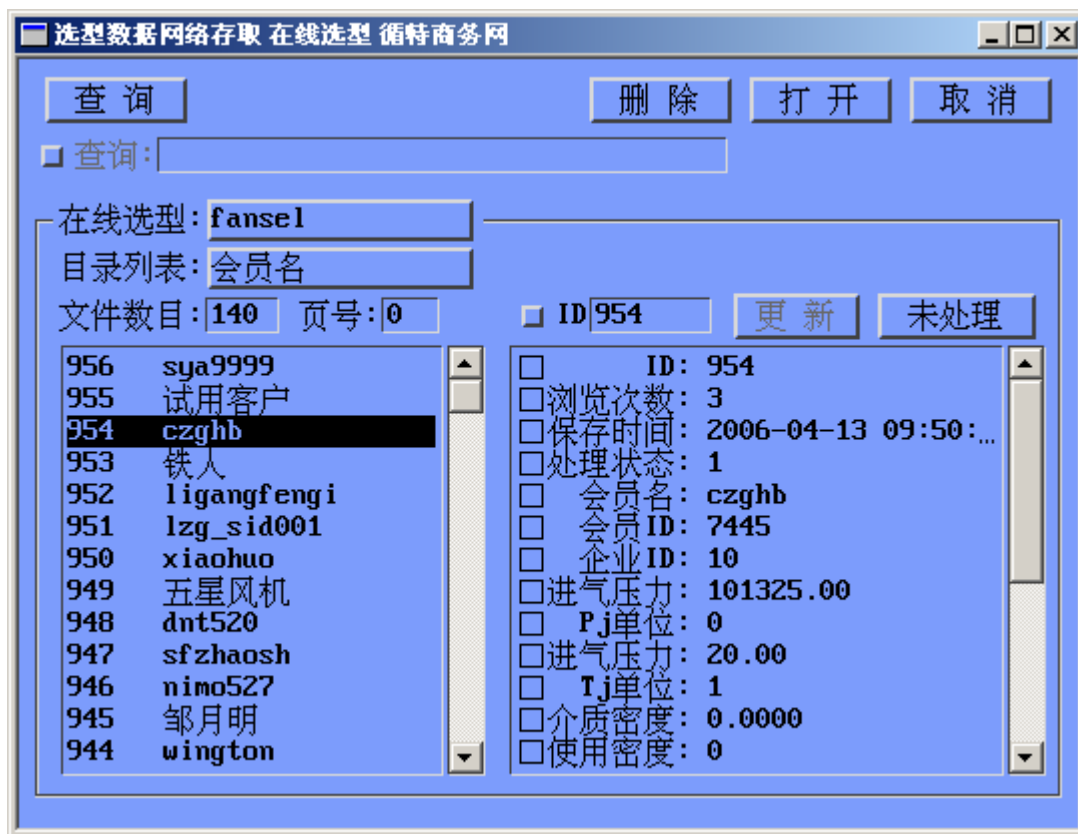 选型数据网络存取 在线选型 循特商务网
查 询 删 除 打 开 取 消
查询:
在线选型: fansel
目录列表: 会员名
文件数目: 140 页号: 0 ID 954 更 新 未处理
956 sya9999
955 试用客户
954 czghb
953 铁人
952 ligangfengi
951 lzg_sid001
950 xiaohuo
949 五星风机
948 dnt520
947 sfzhaosh
946 nimo527
945 邹月明
944 wington
ID: 954
浏览次数: 3
保存时间: 2006-04-13 09:50:...
处理状态: 1
会员名: czghb
会员ID: 7445
企业ID: 10
进气压力: 101325.00
Pj单位: 0
进气压力: 20.00
Tj单位: 1
介质密度: 0.0000
使用密度: 0